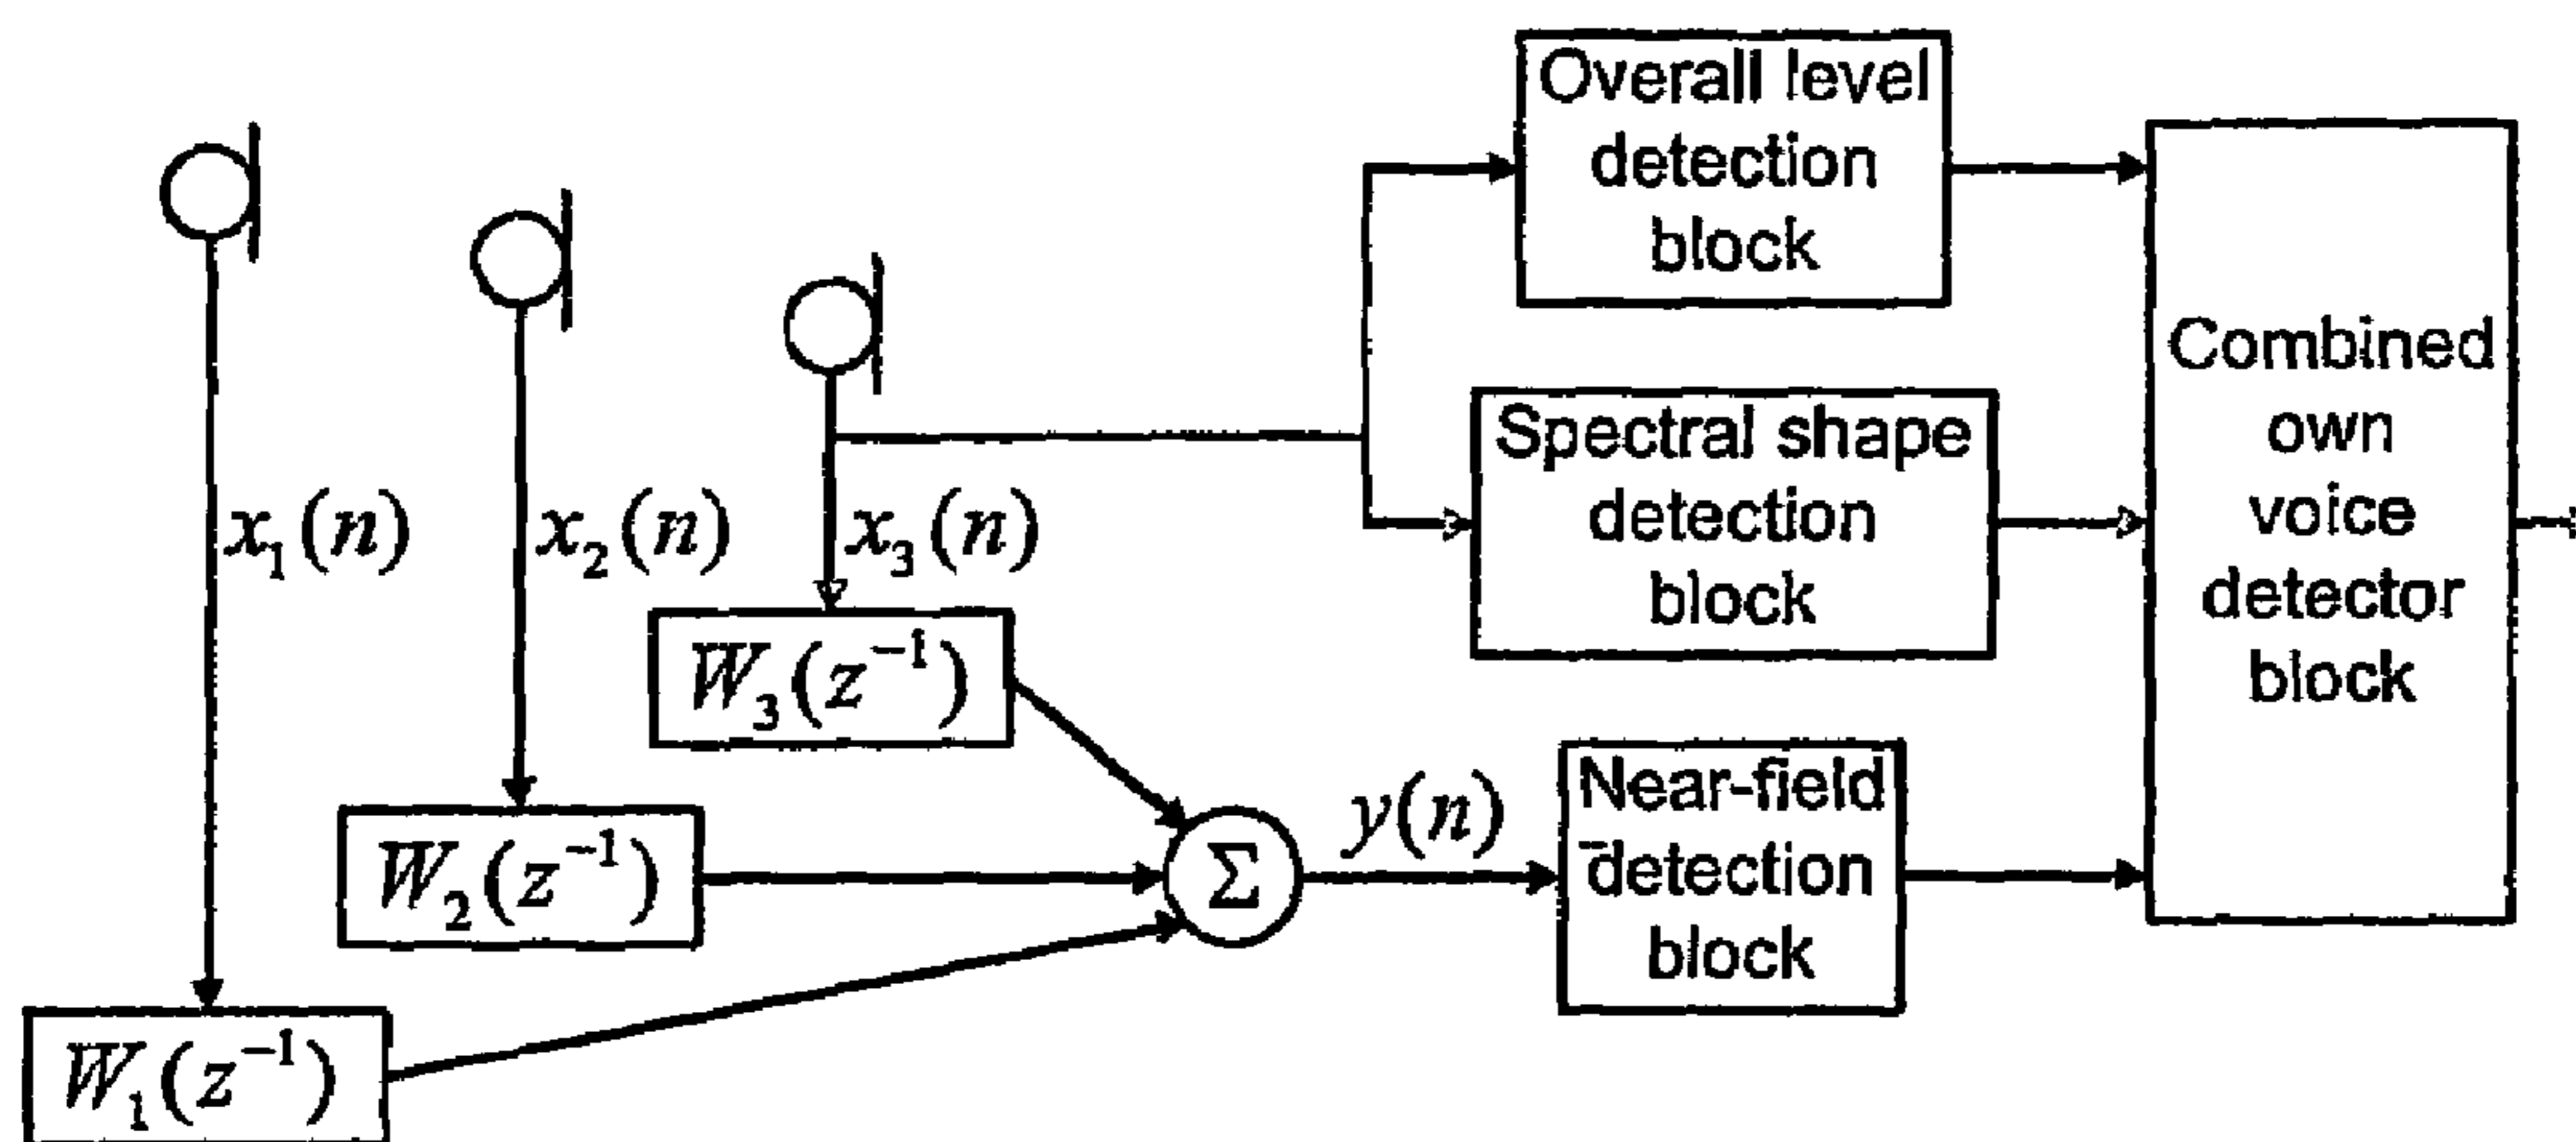 Overall level
detection
block
Spectral shape
detection
block
Near-field
detection
block
Combined
own
voice
detector
block
x₁(n)
x₂(n)
x₃(n)
W₃(z⁻¹)
W₂(z⁻¹)
W₁(z⁻¹)
Σ
y(n)